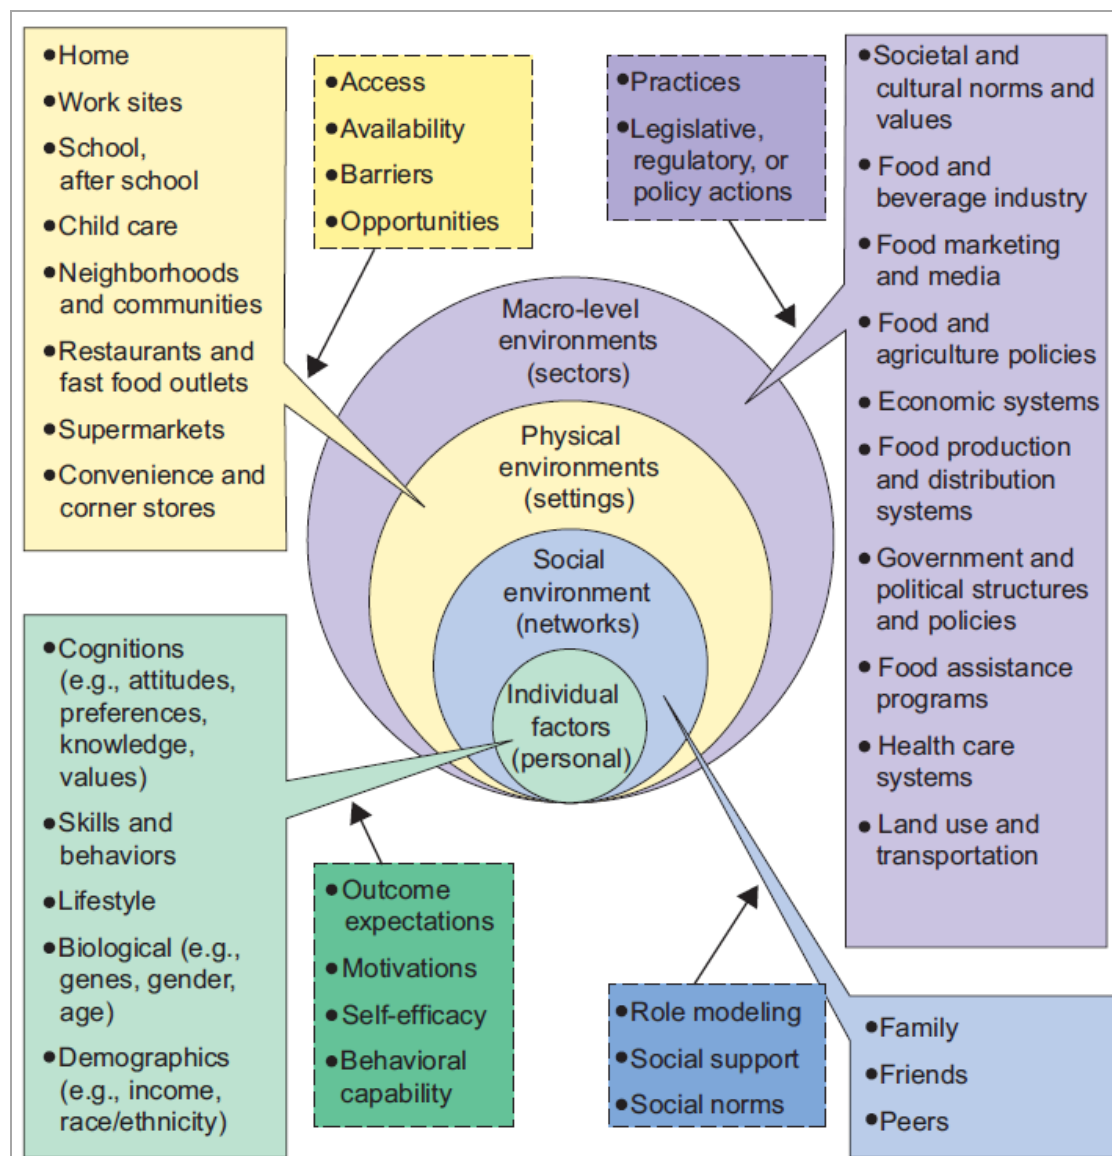 ●Home
●Work sites
●School,
after school
●Child care
●Neighborhoods
and communities
●Restaurants and
fast food outlets
●Supermarkets
●Convenience and
corner stores
●Access
●Availability
●Barriers
●Opportunities
●Practices
●Legislative,
regulatory, or
policy actions
●Societal and
cultural norms and
values
●Food and
beverage industry
●Food marketing
and media
●Food and
agriculture policies
●Economic systems
●Food production
and distribution
systems
●Government and
political structures
and policies
●Food assistance
programs
●Health care
systems
●Land use and
transportation
Macro-level
environments
(sectors)
Physical
environments
(settings)
Social
environment
(networks)
Individual
factors
(personal)
●Cognitions
(e.g., attitudes,
preferences,
knowledge,
values)
●Skills and
behaviors
●Lifestyle
●Biological (e.g.,
genes, gender,
age)
●Demographics
(e.g., income,
race/ethnicity)
●Outcome
expectations
●Motivations
●Self-efficacy
●Behavioral
capability
●Role modeling
●Social support
●Social norms
●Family
●Friends
●Peers